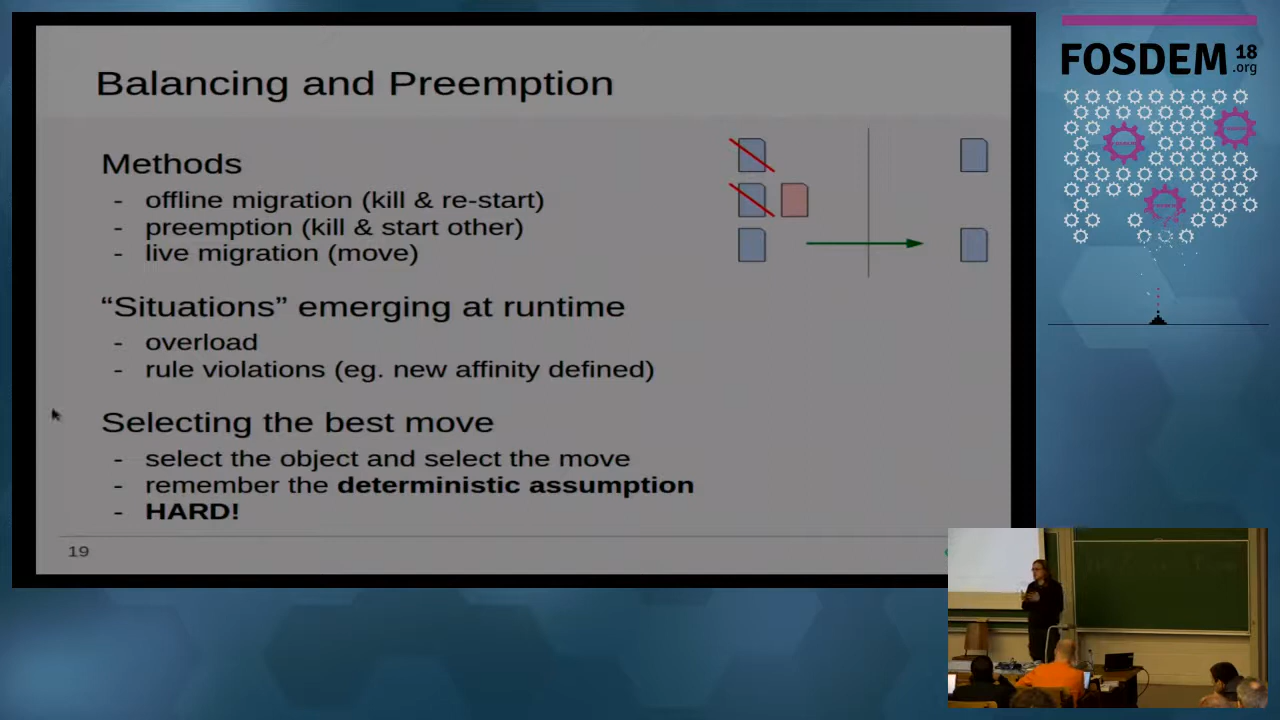 Balancing and Preemption
Methods
- offline migration (kill & re-start)
- preemption (kill & start other)
- live migration (move)
“Situations” emerging at runtime
- overload
- rule violations (eg. new affinity defined)
Selecting the best move
- select the object and select the move
- remember the deterministic assumption
- HARD!
19
FOSDEM 18
.org